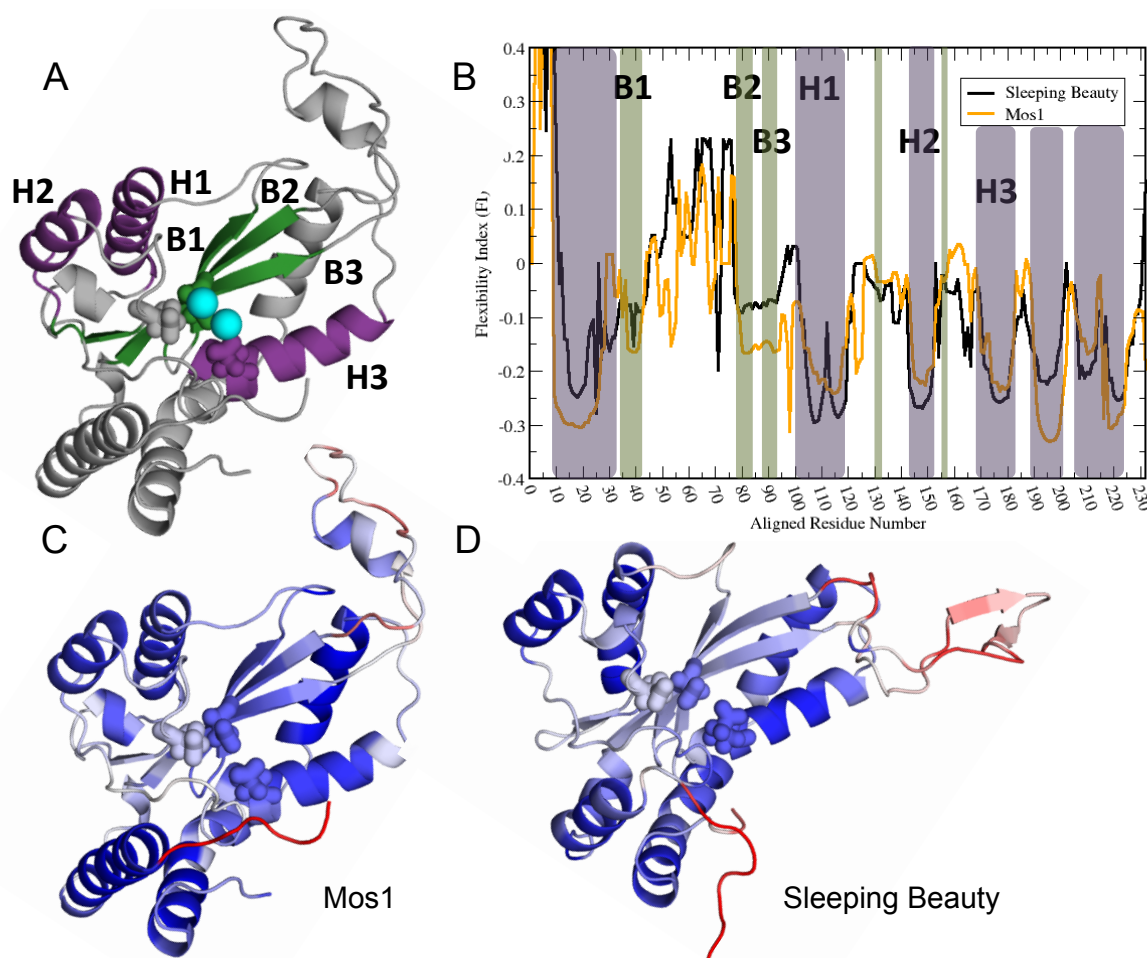 A
H2
H1
B2
B1
B3
H3
B
0.4
0.3
0.2
0.1
0
-0.1
-0.2
-0.3
-0.4
Flexibility Index (FI)
B1
B2
B3
H1
H2
H3
Sleeping Beauty
Mos1
0 10 20 30 40 50 60 70 80 90 100 110 120 130 140 150 160 170 180 190 200 210 220 230
Aligned Residue Number
C
Mos1
D
Sleeping Beauty